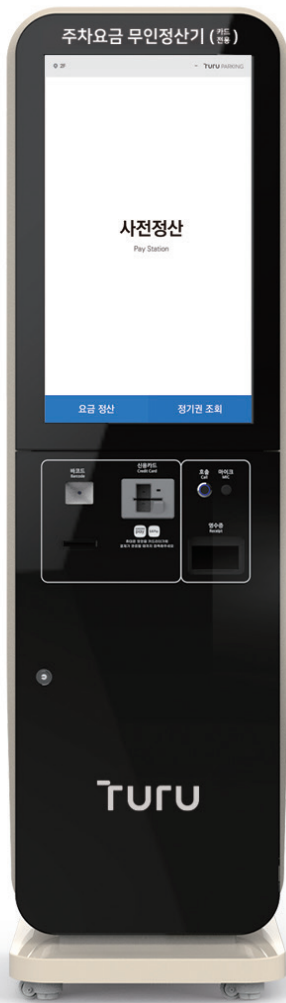 주차요금 무인정산기 (카드전용)
2F
TURU PARKING
사전정산
Pay Station
요금 정산
정기권 조회
바코드
Barcode
신용카드
Credit Card
호출
Call
마이크
MIC
영수증
Receipt
TURU